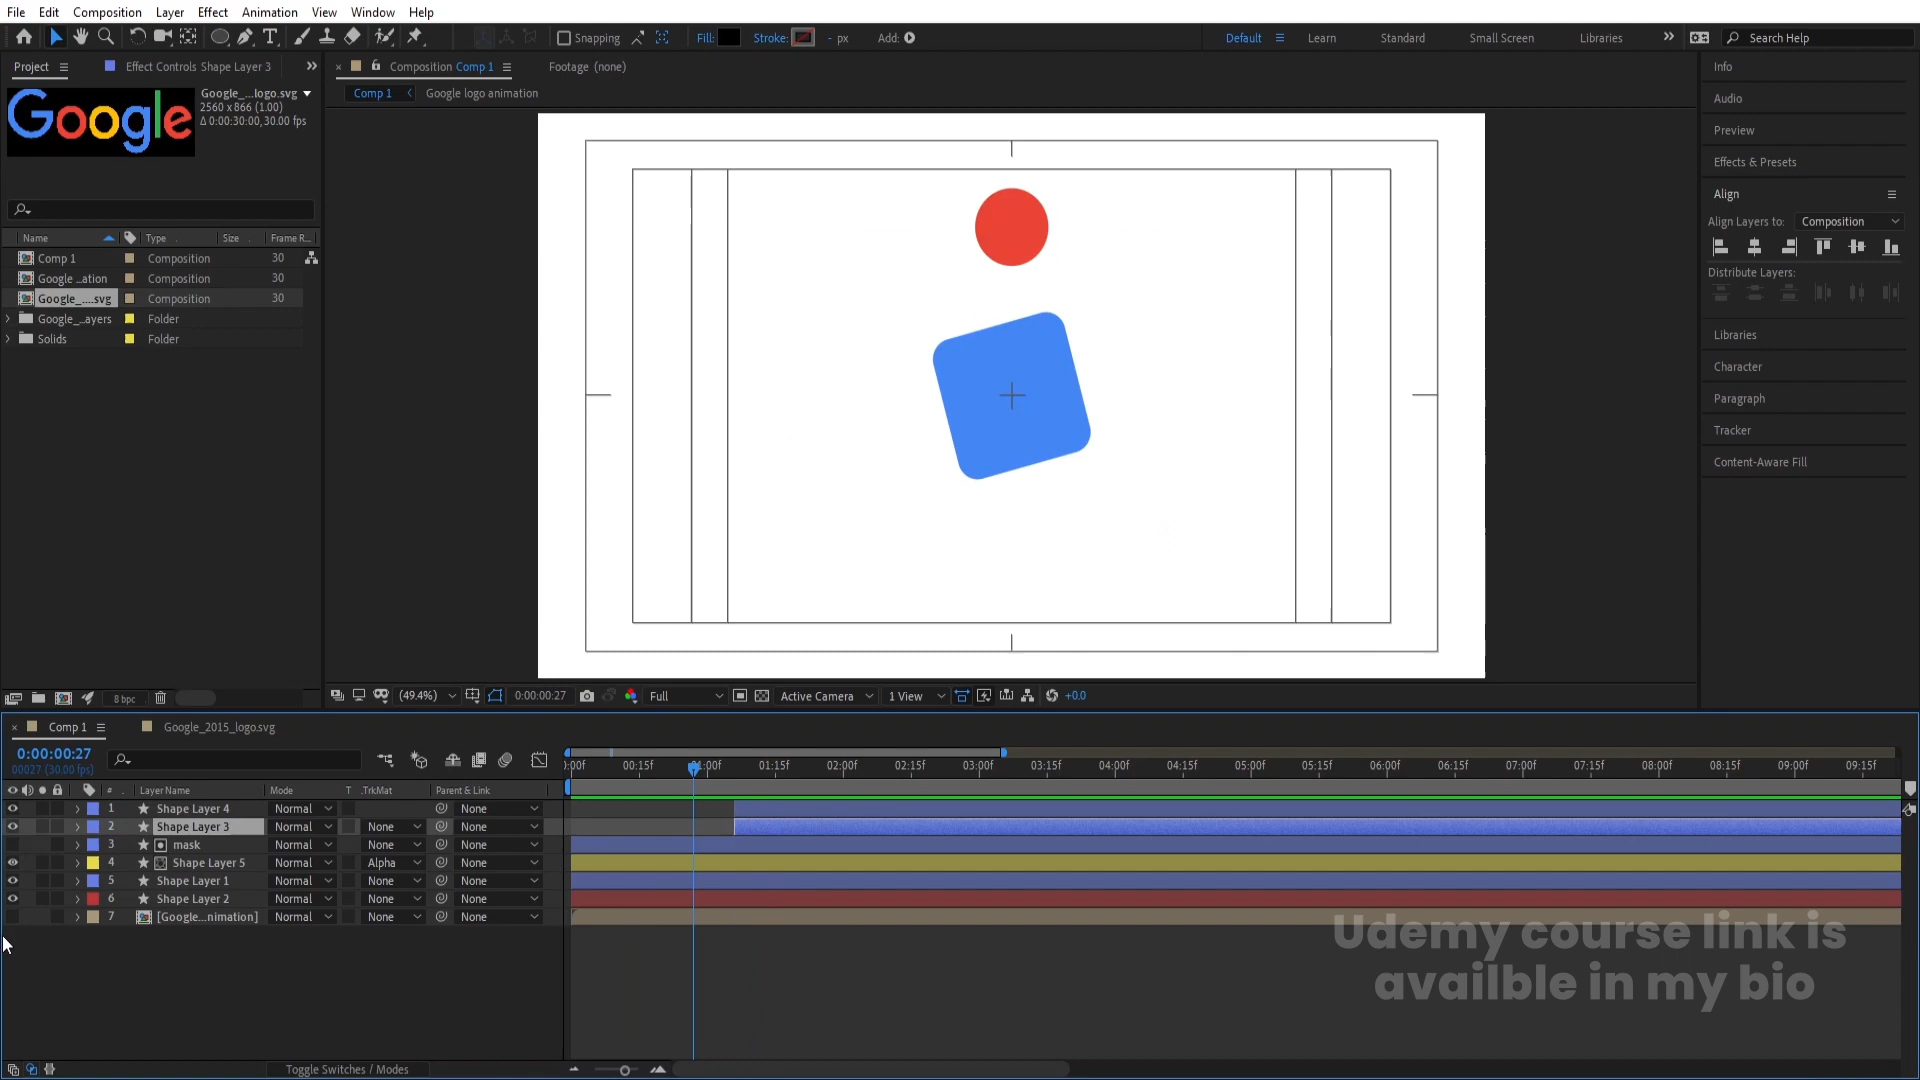 File Edit Composition Layer Effect Animation View Window Help
Snapping Fill: Stroke: - px Add: Default Learn Standard Small Screen Libraries Search Help
Project Effect Controls Shape Layer 3
Composition Comp 1 Footage (none)
Comp 1 Google logo animation
Google
Google_...logo.svg
2560 x 866 (1.00)
Δ 0:00:30:00, 30.00 fps
Name Type Size Frame R...
Comp 1 Composition 30
Google ...ation Composition 30
Google_....svg Composition 30
Google_...ayers Folder
Solids Folder
Info
Audio
Preview
Effects & Presets
Align
Align Layers to: Composition
Distribute Layers:
Libraries
Character
Paragraph
Tracker
Content-Aware Fill
8 bpc
(49.4%) 0:00:00:27 Full Active Camera 1 View +0.0
Comp 1 Google_2015_logo.svg
0:00:00:27
00027 (30.00 fps)
:00f 00:15f 01:00f 01:15f 02:00f 02:15f 03:00f 03:15f 04:00f 04:15f 05:00f 05:15f 06:00f 06:15f 07:00f 07:15f 08:00f 08:15f 09:00f 09:15f
# Layer Name Mode T .TrkMat Parent & Link
1 Shape Layer 4 Normal None
2 Shape Layer 3 Normal None None
3 mask Normal None None
4 Shape Layer 5 Normal Alpha None
5 Shape Layer 1 Normal None None
6 Shape Layer 2 Normal None None
7 [Google...nimation] Normal None None
Udemy course link is
availble in my bio
Toggle Switches / Modes